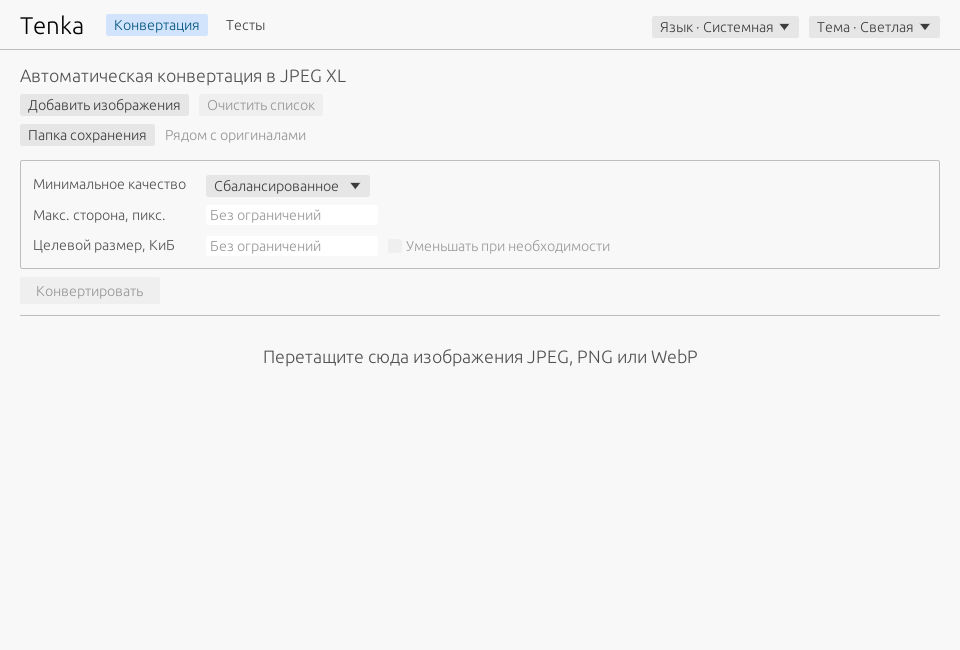 Tenka Конвертация Тесты Язык · Системная Тема · Светлая
Автоматическая конвертация в JPEG XL
Добавить изображения Очистить список
Папка сохранения Рядом с оригиналами
Минимальное качество Сбалансированное
Макс. сторона, пикс. Без ограничений
Целевой размер, КиБ Без ограничений Уменьшать при необходимости
Конвертировать
Перетащите сюда изображения JPEG, PNG или WebP